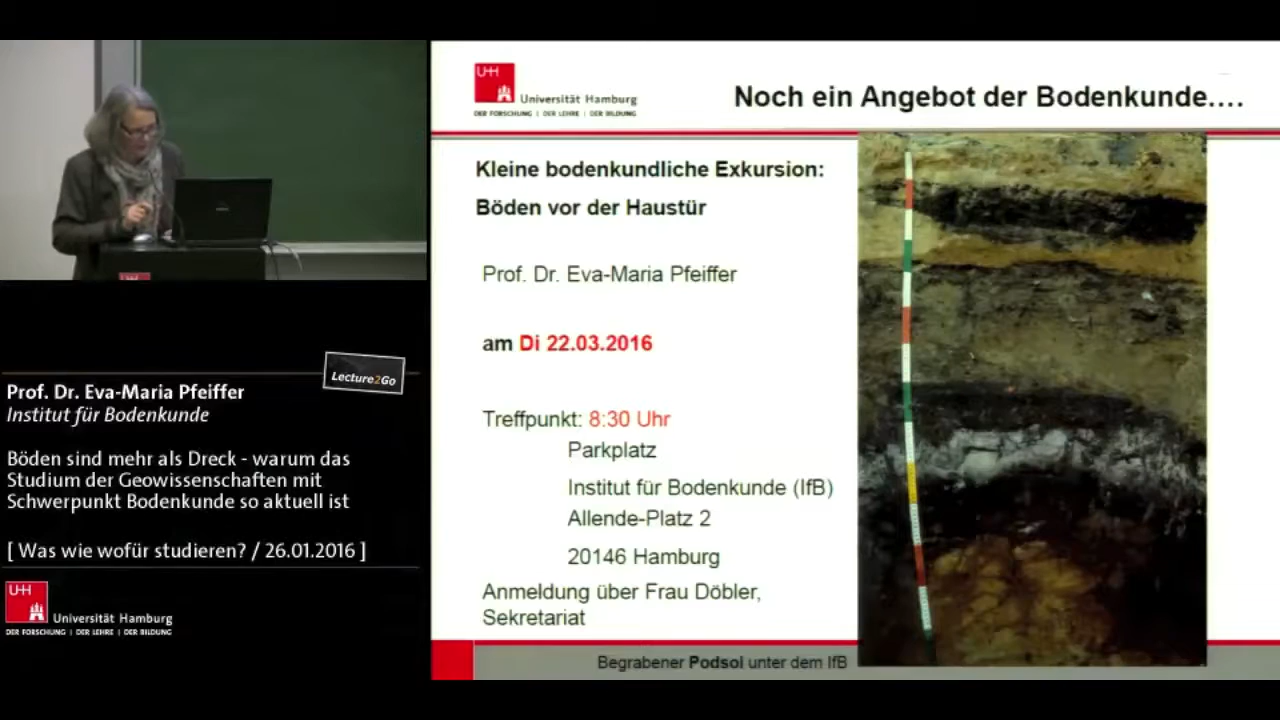 UHH
Universität Hamburg
DER FORSCHUNG | DER LEHRE | DER BILDUNG
Noch ein Angebot der Bodenkunde....
Kleine bodenkundliche Exkursion:
Böden vor der Haustür
Prof. Dr. Eva-Maria Pfeiffer
am Di 22.03.2016
Treffpunkt: 8:30 Uhr
Parkplatz
Institut für Bodenkunde (IfB)
Allende-Platz 2
20146 Hamburg
Anmeldung über Frau Döbler,
Sekretariat
Begrabener Podsol unter dem IfB
Lecture2Go
Prof. Dr. Eva-Maria Pfeiffer
Institut für Bodenkunde
Böden sind mehr als Dreck - warum das
Studium der Geowissenschaften mit
Schwerpunkt Bodenkunde so aktuell ist
[ Was wie wofür studieren? / 26.01.2016 ]
UHH
Universität Hamburg
DER FORSCHUNG | DER LEHRE | DER BILDUNG